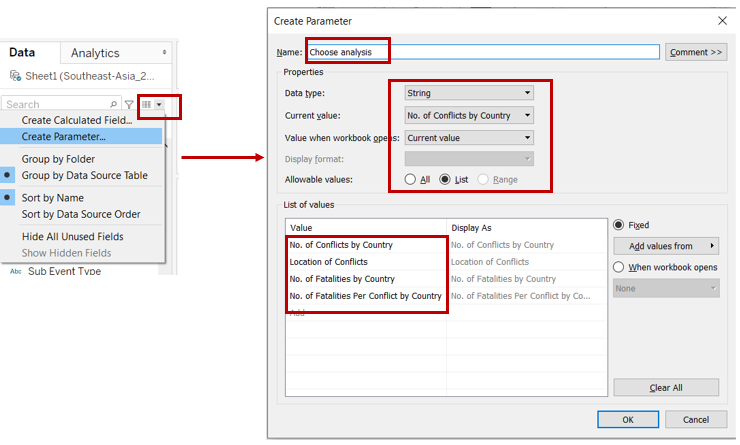 Data Analytics
Sheet1 (Southeast-Asia_2...
Search
Create Calculated Field...
Create Parameter...
Group by Folder
Group by Data Source Table
Sort by Name
Sort by Data Source Order
Hide All Unused Fields
Show Hidden Fields
Abc Sub Event Type
Create Parameter
Name: Choose analysis Comment >>
Properties
Data type: String
Current value: No. of Conflicts by Country
Value when workbook opens: Current value
Display format:
Allowable values: All List Range
List of values
Value Display As
No. of Conflicts by Country No. of Conflicts by Country
Location of Conflicts Location of Conflicts
No. of Fatalities by Country No. of Fatalities by Country
No. of Fatalities Per Conflict by Country No. of Fatalities Per Conflict by Co...
Add
Fixed
Add values from
When workbook opens
None
Clear All
OK Cancel